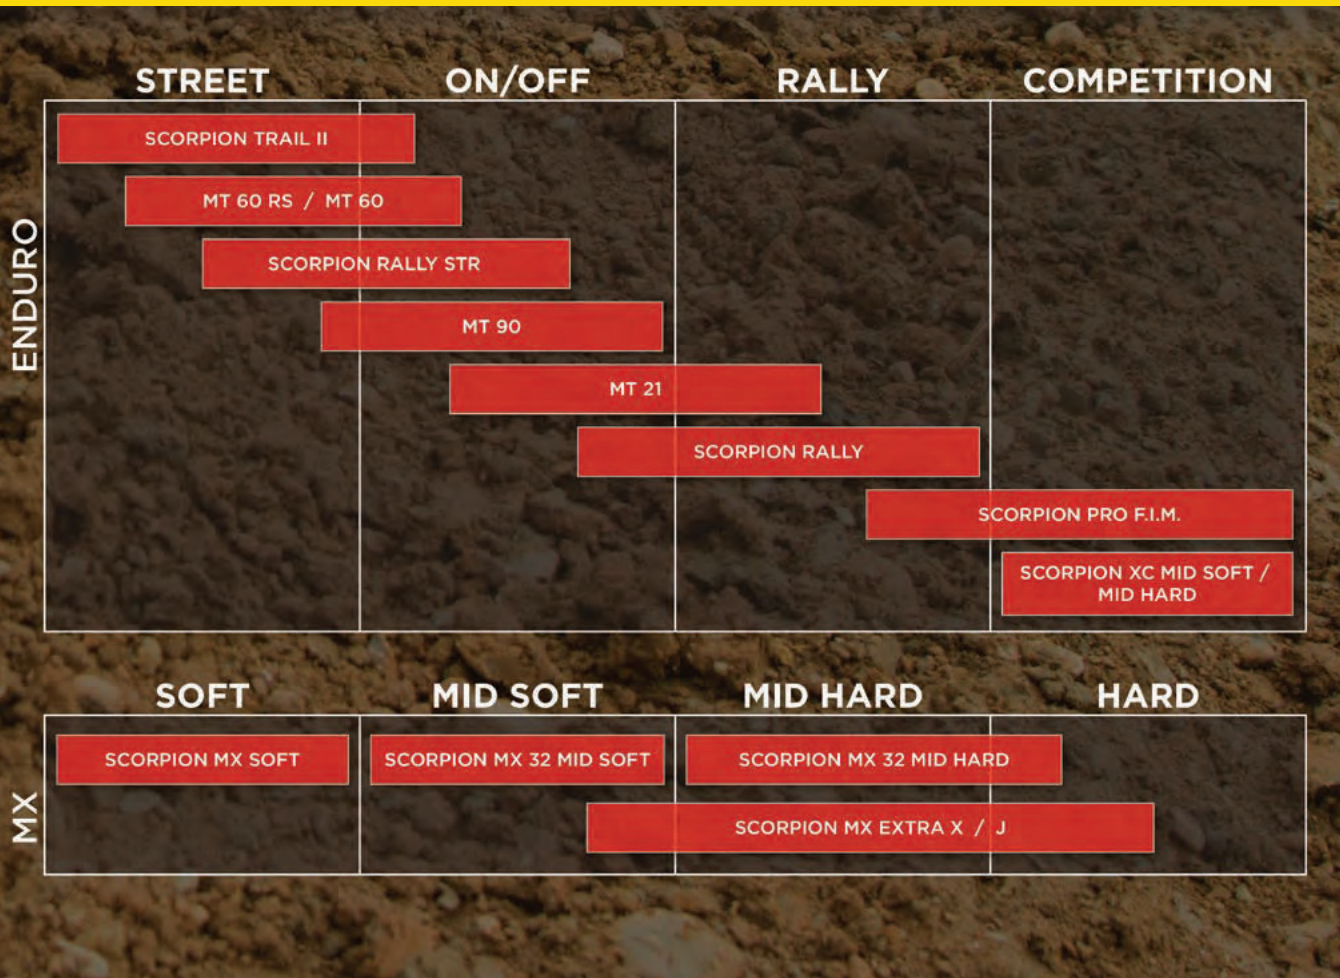 STREET ON/OFF RALLY COMPETITION
ENDURO
SCORPION TRAIL II
MT 60 RS / MT 60
SCORPION RALLY STR
MT 90
MT 21
SCORPION RALLY
SCORPION PRO F.I.M.
SCORPION XC MID SOFT /
MID HARD
SOFT MID SOFT MID HARD HARD
MX
SCORPION MX SOFT SCORPION MX 32 MID SOFT SCORPION MX 32 MID HARD
SCORPION MX EXTRA X / J